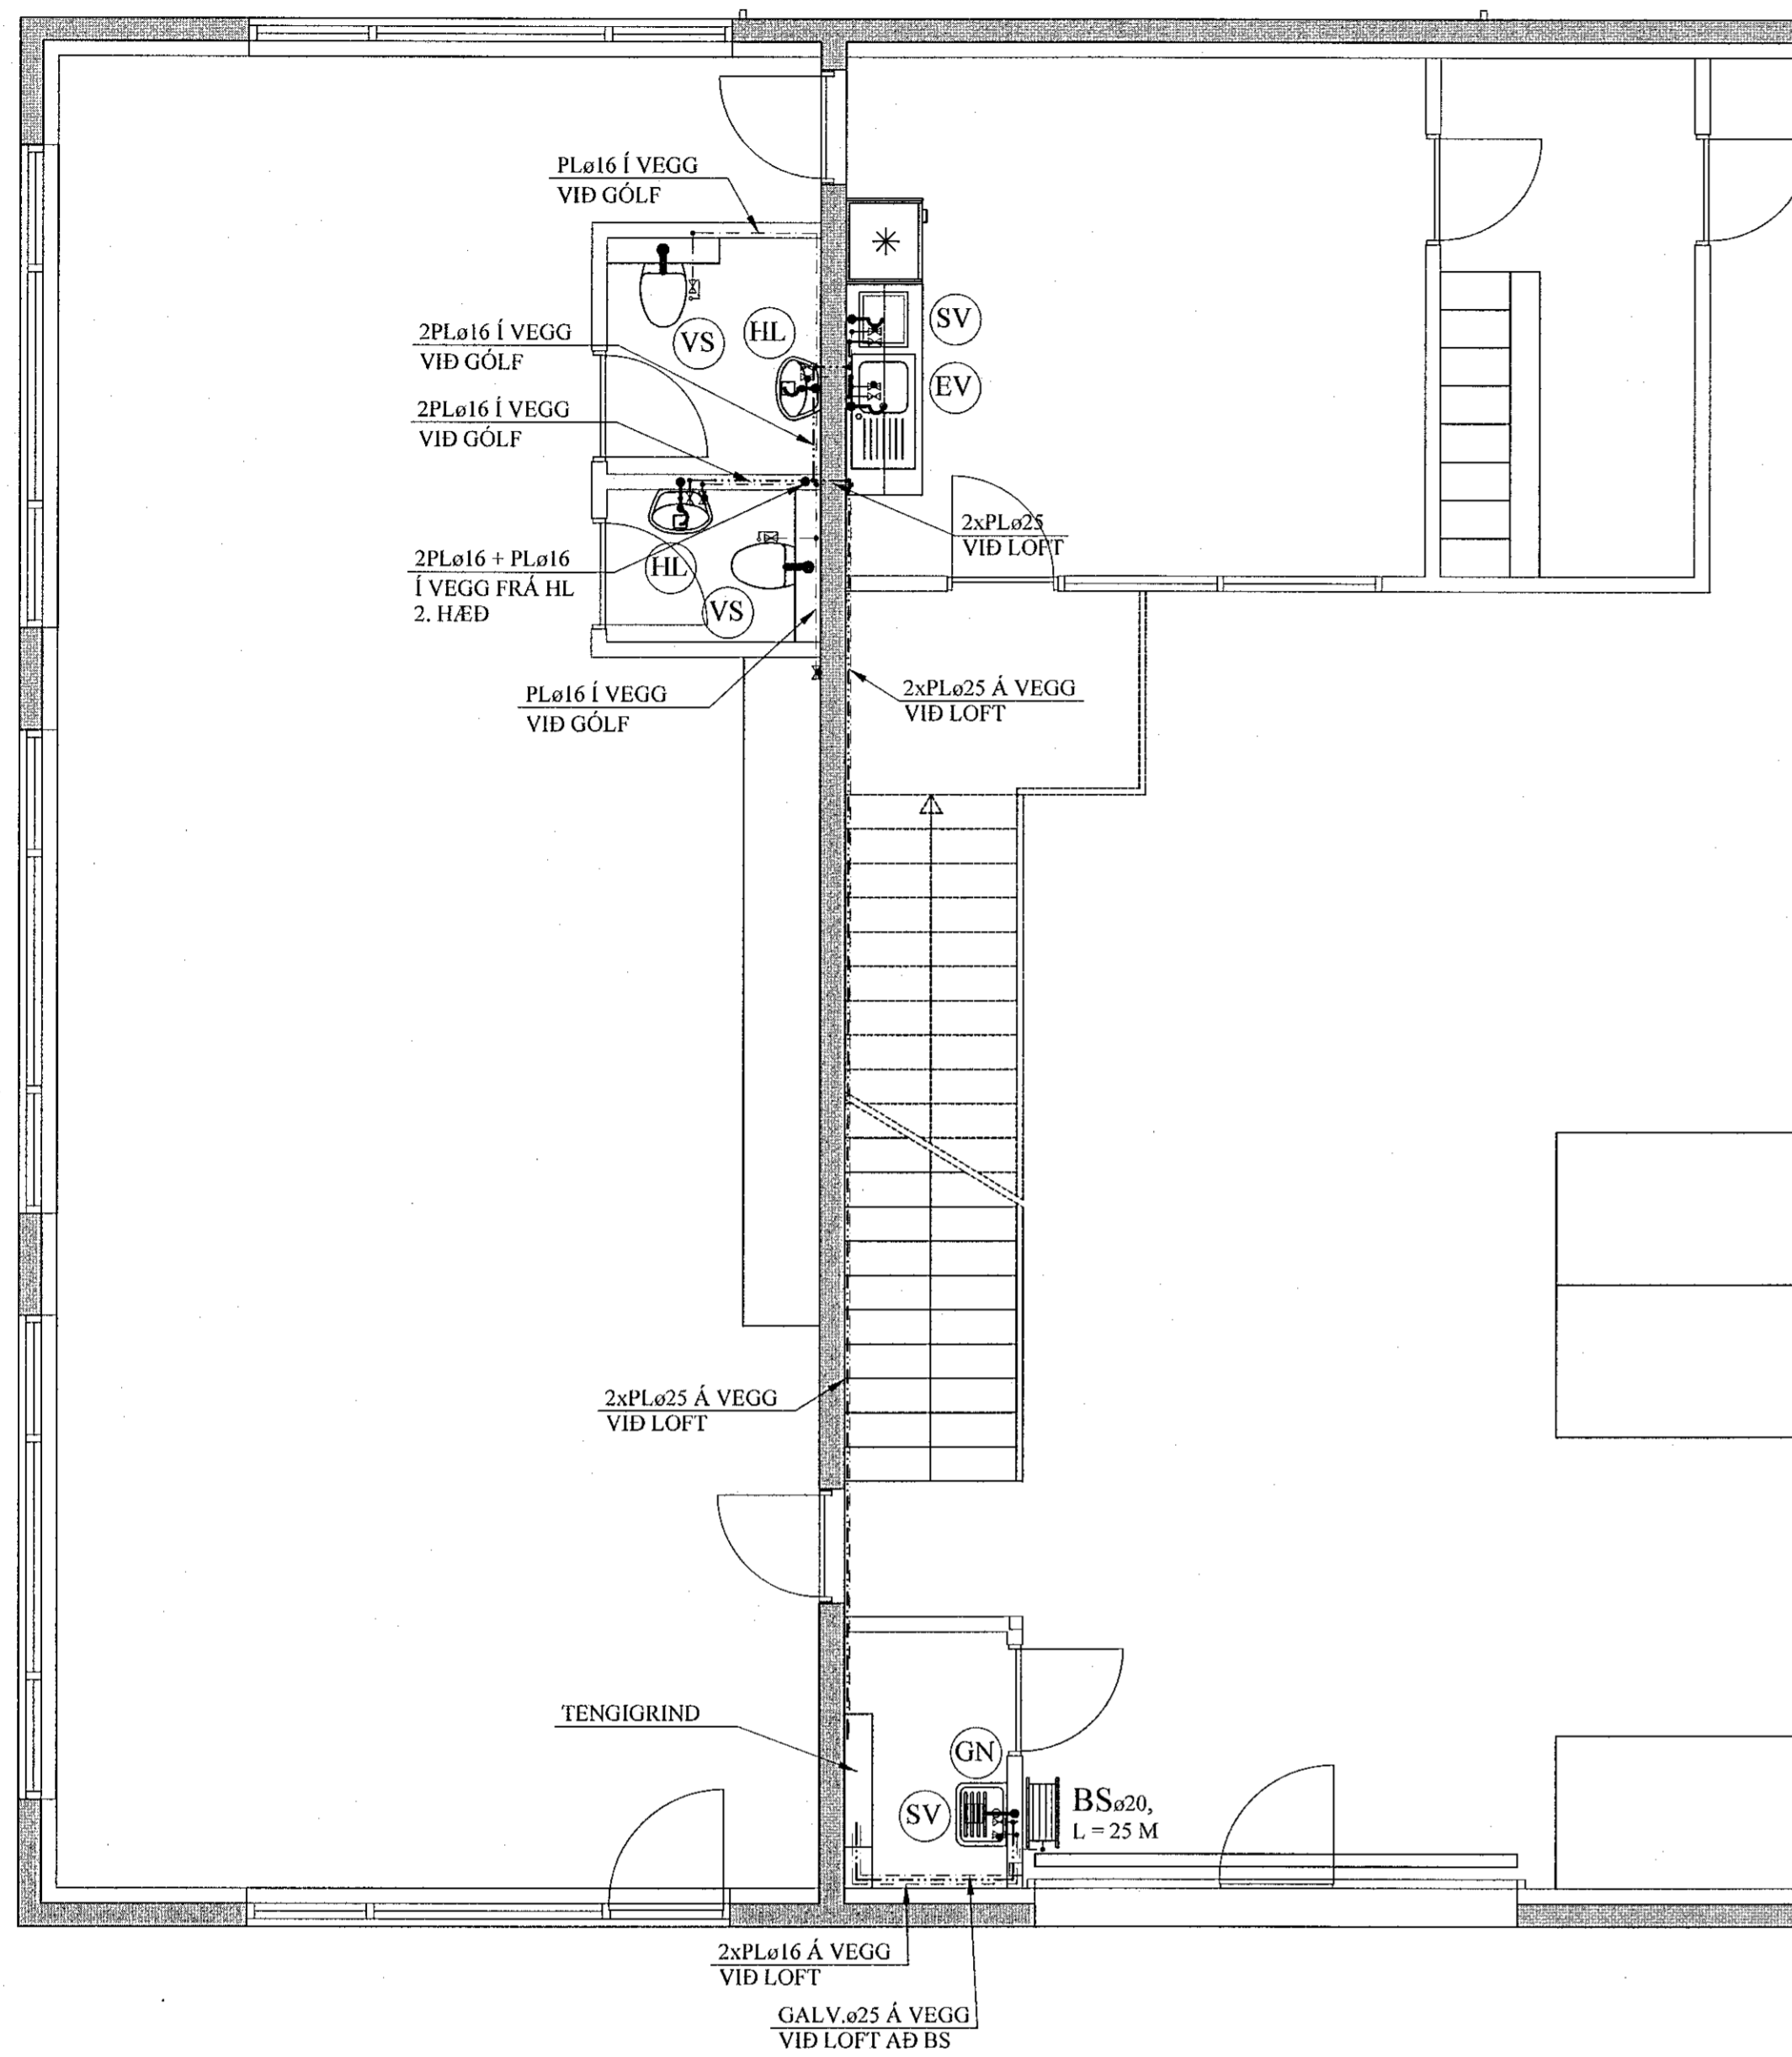 PLø16 Í VEGG
VIÐ GÓLF
2PLø16 Í VEGG
VIÐ GÓLF
VS
HL
SV
EV
2PLø16 Í VEGG
VIÐ GÓLF
2xPLø25
VIÐ LOFT
2PLø16 + PLø16
Í VEGG FRÁ HL
2. HÆÐ
HL
VS
PLø16 Í VEGG
VIÐ GÓLF
2xPLø25 Á VEGG
VIÐ LOFT
2xPLø25 Á VEGG
VIÐ LOFT
TENGIGRIND
GN
SV
BSø20,
L = 25 M
2xPLø16 Á VEGG
VIÐ LOFT
GALV.ø25 Á VEGG
VIÐ LOFT AÐ BS